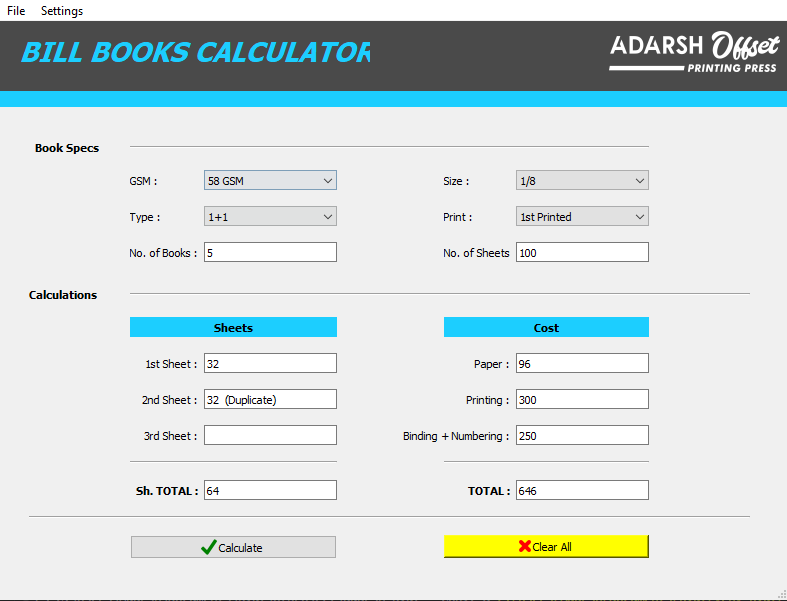 File Settings
BILL BOOKS CALCULATOR
ADARSH Offset
PRINTING PRESS
Book Specs
GSM : 58 GSM Size : 1/8
Type : 1+1 Print : 1st Printed
No. of Books : 5 No. of Sheets 100
Calculations
Sheets Cost
1st Sheet : 32 Paper : 96
2nd Sheet : 32 (Duplicate) Printing : 300
3rd Sheet : Binding + Numbering : 250
Sh. TOTAL : 64 TOTAL : 646
Calculate Clear All